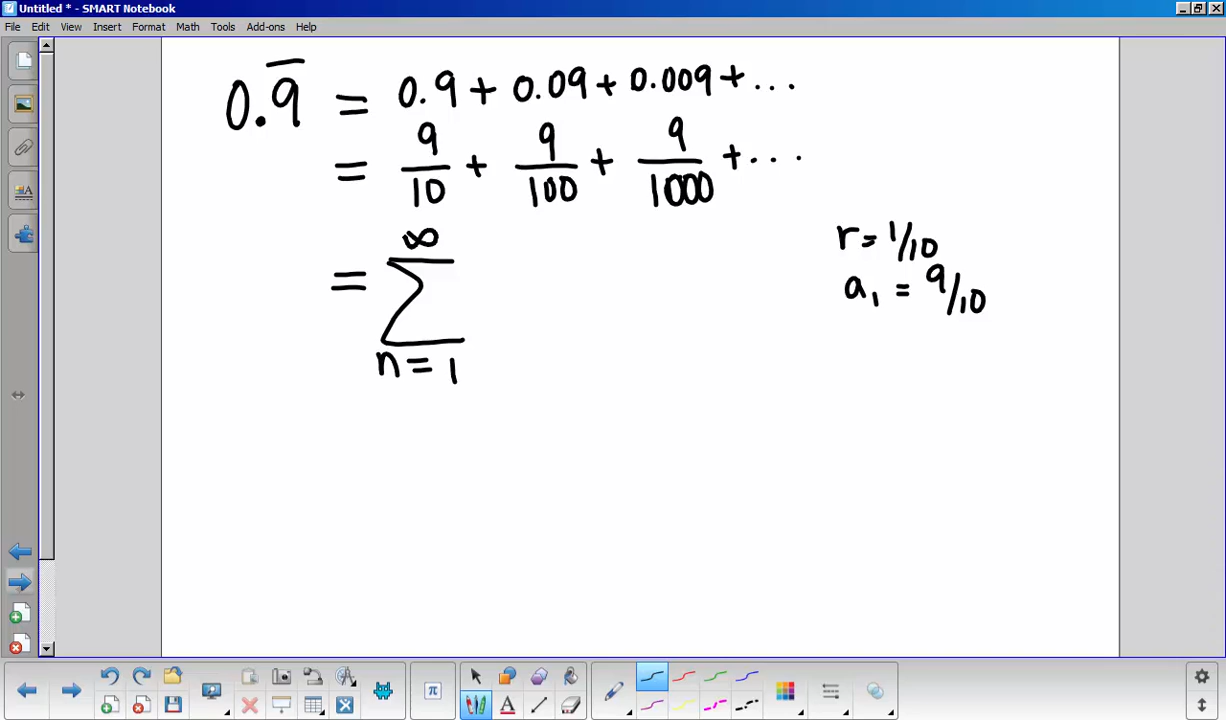 Untitled * - SMART Notebook
File Edit View Insert Format Math Tools Add-ons Help
0.9̅ = 0.9 + 0.09 + 0.009 + ...
= 9/10 + 9/100 + 9/1000 + ...
r = 1/10
a₁ = 9/10
= ∞ ∑ n = 1
π
A